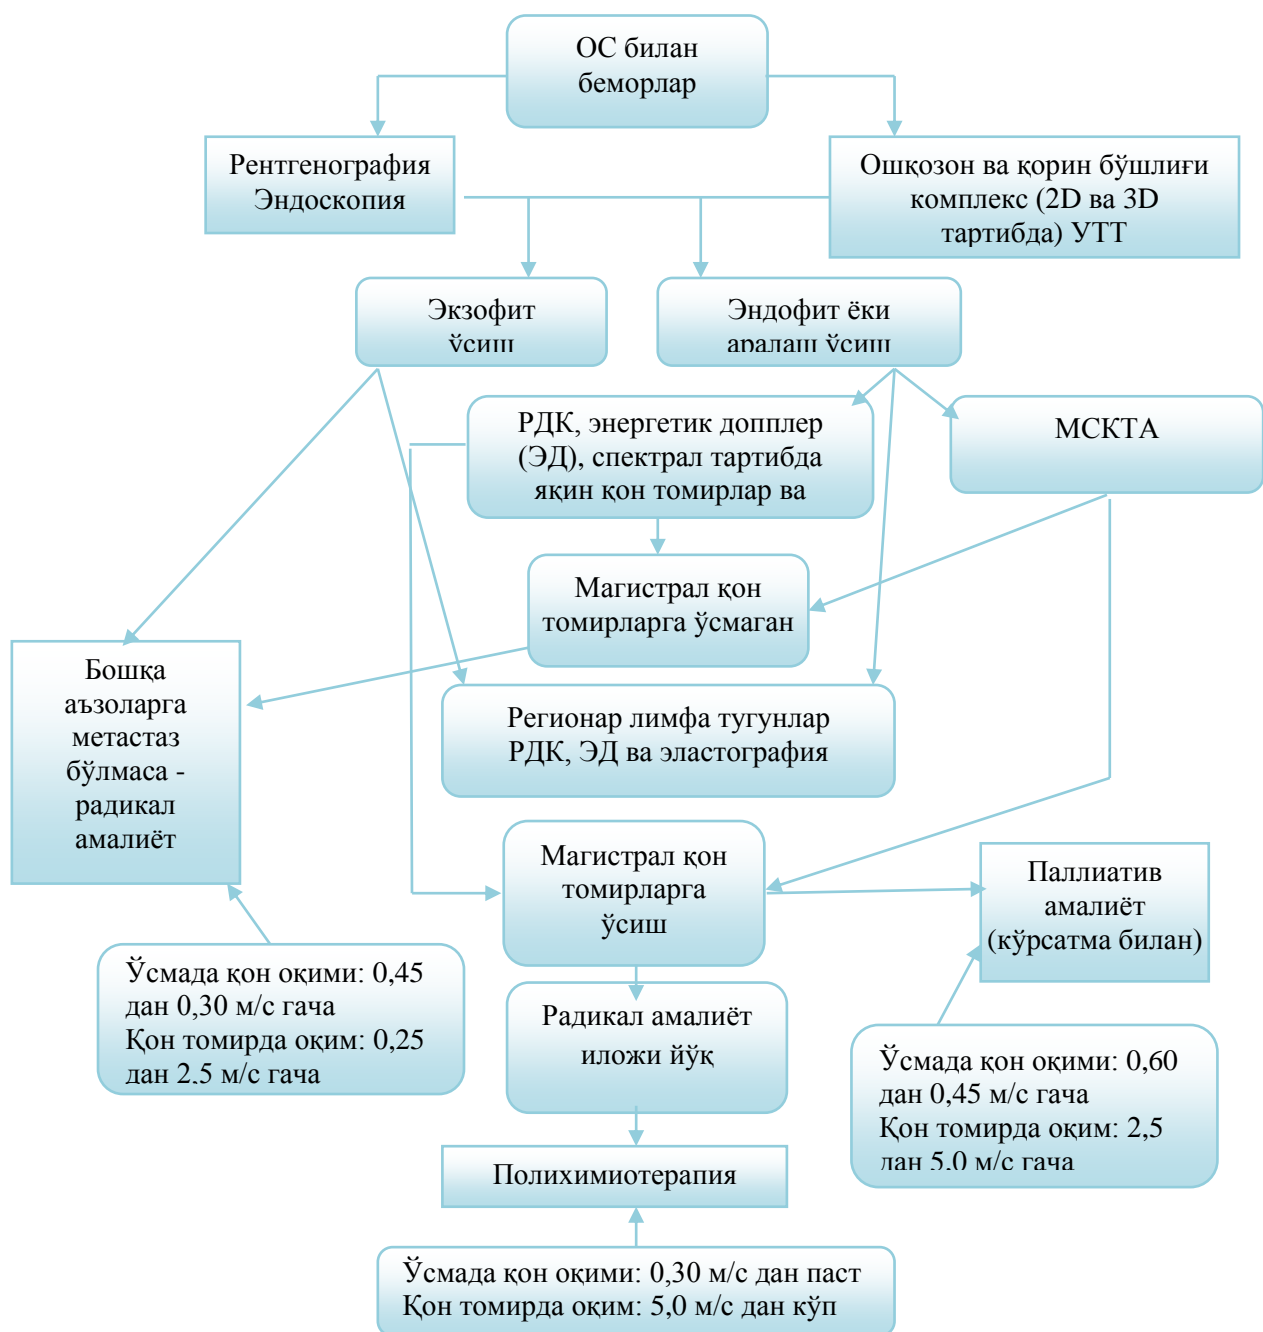 ОС билан
беморлар
Рентгенография
Эндоскопия
Ошқозон ва қорин бўшлиғи
комплекс (2D ва 3D
тартибда) УТТ
Экзофит
ўсиш
Эндофит ёки
аралаш ўсиш
РДК, энергетик допплер
(ЭД), спектрал тартибда
яқин қон томирлар ва
МСКТА
Магистрал қон
томирларга ўсмаган
Бошқа
аъзоларга
метастаз
бўлмаса -
радикал
амалиёт
Регионар лимфа тугунлар
РДК, ЭД ва эластография
Магистрал қон
томирларга
ўсиш
Паллиатив
амалиёт
(кўрсатма билан)
Ўсмада қон оқими: 0,45
дан 0,30 м/с гача
Қон томирда оқим: 0,25
дан 2,5 м/с гача
Радикал амалиёт
иложи йўқ
Ўсмада қон оқими: 0,60
дан 0,45 м/с гача
Қон томирда оқим: 2,5
дан 5,0 м/с гача
Полихимиотерапия
Ўсмада қон оқими: 0,30 м/с дан паст
Қон томирда оқим: 5,0 м/с дан кўп